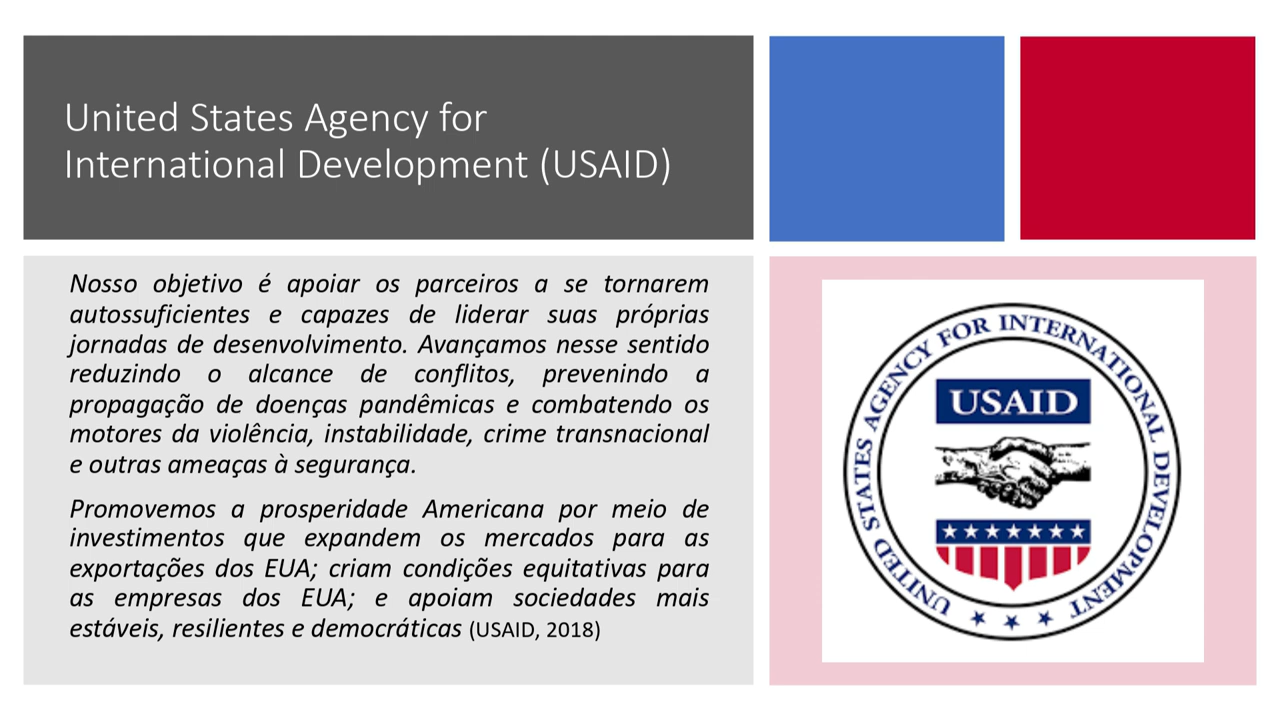 United States Agency for
International Development (USAID)
Nosso objetivo é apoiar os parceiros a se tornarem
autossuficientes e capazes de liderar suas próprias
jornadas de desenvolvimento. Avançamos nesse sentido
reduzindo o alcance de conflitos, prevenindo a
propagação de doenças pandêmicas e combatendo os
motores da violência, instabilidade, crime transnacional
e outras ameaças à segurança.
Promovemos a prosperidade Americana por meio de
investimentos que expandem os mercados para as
exportações dos EUA; criam condições equitativas para
as empresas dos EUA; e apoiam sociedades mais
estáveis, resilientes e democráticas (USAID, 2018)
UNITED STATES AGENCY FOR INTERNATIONAL DEVELOPMENT
USAID